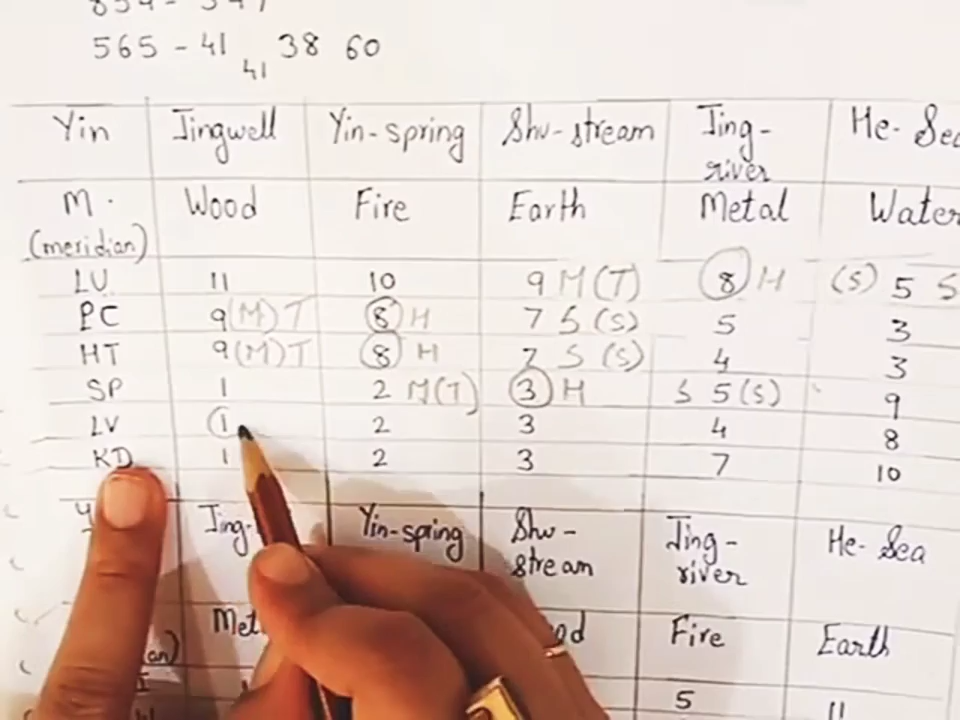 565 - 41 41 38 60
Yin Jingwell Yin-spring Shu-stream Jing-river He-Sea
M. (meridian) Wood Fire Earth Metal Water
LU 11 10 9 M(T) 8 H (S) 5 S
PC 9(M) T 8 H 7 S (S) 5 3
HT 9(M) T 8 H 7 S (S) 4 3
SP 1 2 M(T) 3 H S 5(S) 9
LV 1 2 3 4 8
KD 1 2 3 7 10
Jing- Yin-spring Shu-stream Jing-river He-Sea
Fire Earth
5 11